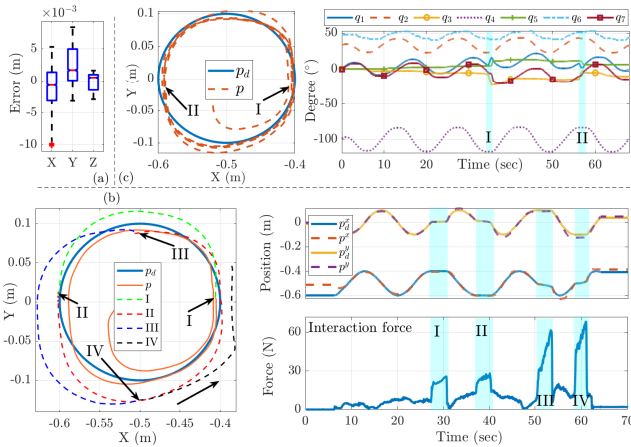 ×10⁻³
Error (m)
5
0
-5
-10
X Y Z
(a)
(b)
(c)
Y (m)
0.1
0.05
0
-0.05
-0.1
p_d
p
II
I
-0.6 -0.55 -0.5 -0.45 -0.4
X (m)
q₁ q₂ q₃ q₄ q₅ q₆ q₇
Degree (°)
50
0
-50
-100
I
II
0 10 20 40 60
Time (sec)
Y (m)
0.1
0.05
0
-0.05
-0.1
III
p_d
p
I
II
III
IV
II
I
IV
-0.6 -0.55 -0.5 -0.45 -0.4
X (m)
Position (m)
0
-0.2
-0.4
-0.6
p_d^x
p^x
p_d^y
p^y
Interaction force
Force (N)
60
30
0
I
II
III
IV
0 10 20 30 40 50 60 70
Time (sec)